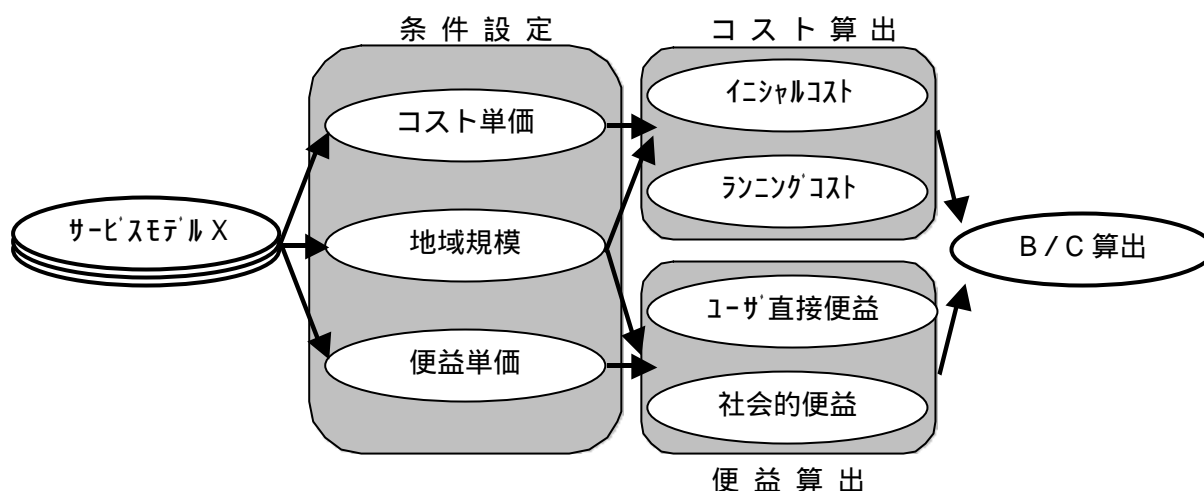 条件設定
コスト算出
イニシャルコスト
コスト単価
ランニングコスト
サービスモデルX
地域規模
B/C算出
ユーザ直接便益
便益単価
社会的便益
便益算出